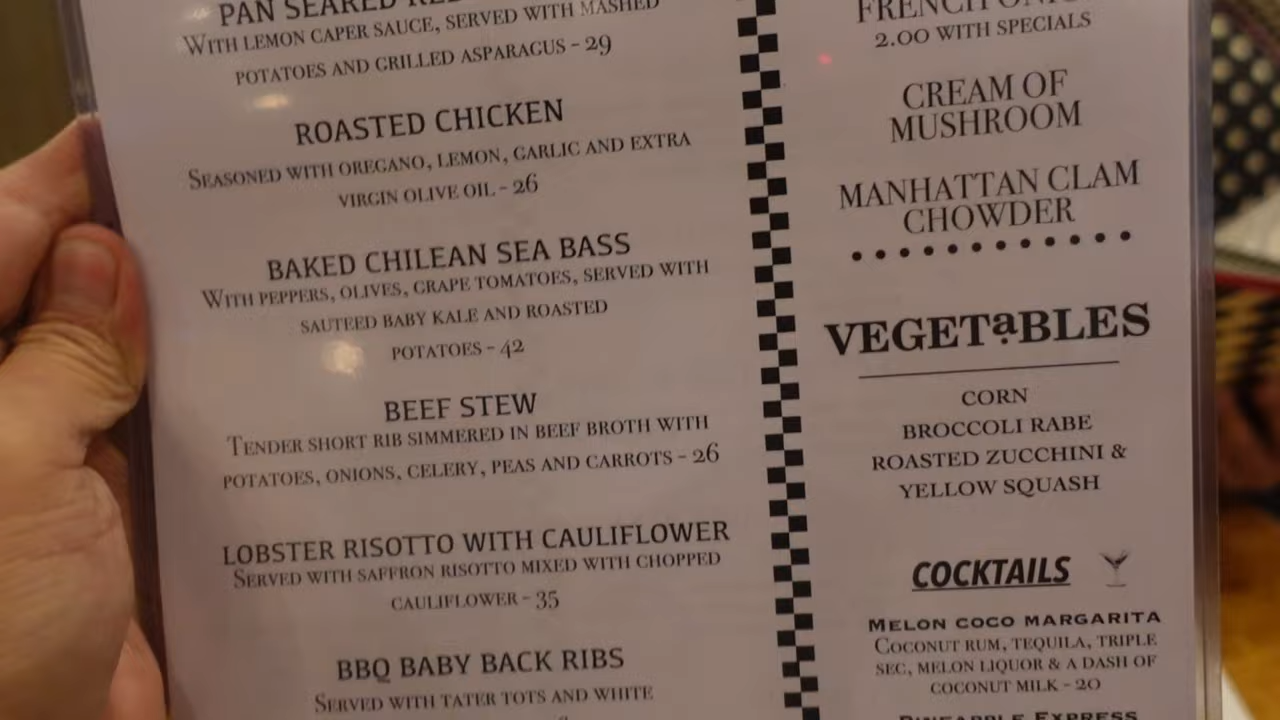 PAN SEARED
WITH LEMON CAPER SAUCE, SERVED WITH MASHED
POTATOES AND GRILLED ASPARAGUS - 29
ROASTED CHICKEN
SEASONED WITH OREGANO, LEMON, GARLIC AND EXTRA
VIRGIN OLIVE OIL - 26
BAKED CHILEAN SEA BASS
WITH PEPPERS, OLIVES, GRAPE TOMATOES, SERVED WITH
SAUTEED BABY KALE AND ROASTED
POTATOES - 42
BEEF STEW
TENDER SHORT RIB SIMMERED IN BEEF BROTH WITH
POTATOES, ONIONS, CELERY, PEAS AND CARROTS - 26
LOBSTER RISOTTO WITH CAULIFLOWER
SERVED WITH SAFFRON RISOTTO MIXED WITH CHOPPED
CAULIFLOWER - 35
BBQ BABY BACK RIBS
SERVED WITH TATER TOTS AND WHITE
FRENCH
2.00 WITH SPECIALS
CREAM OF
MUSHROOM
MANHATTAN CLAM
CHOWDER
VEGETaBLES
CORN
BROCCOLI RABE
ROASTED ZUCCHINI &
YELLOW SQUASH
COCKTAILS
MELON COCO MARGARITA
COCONUT RUM, TEQUILA, TRIPLE
SEC, MELON LIQUOR & A DASH OF
COCONUT MILK - 20
PINEAPPLE EXPRESS